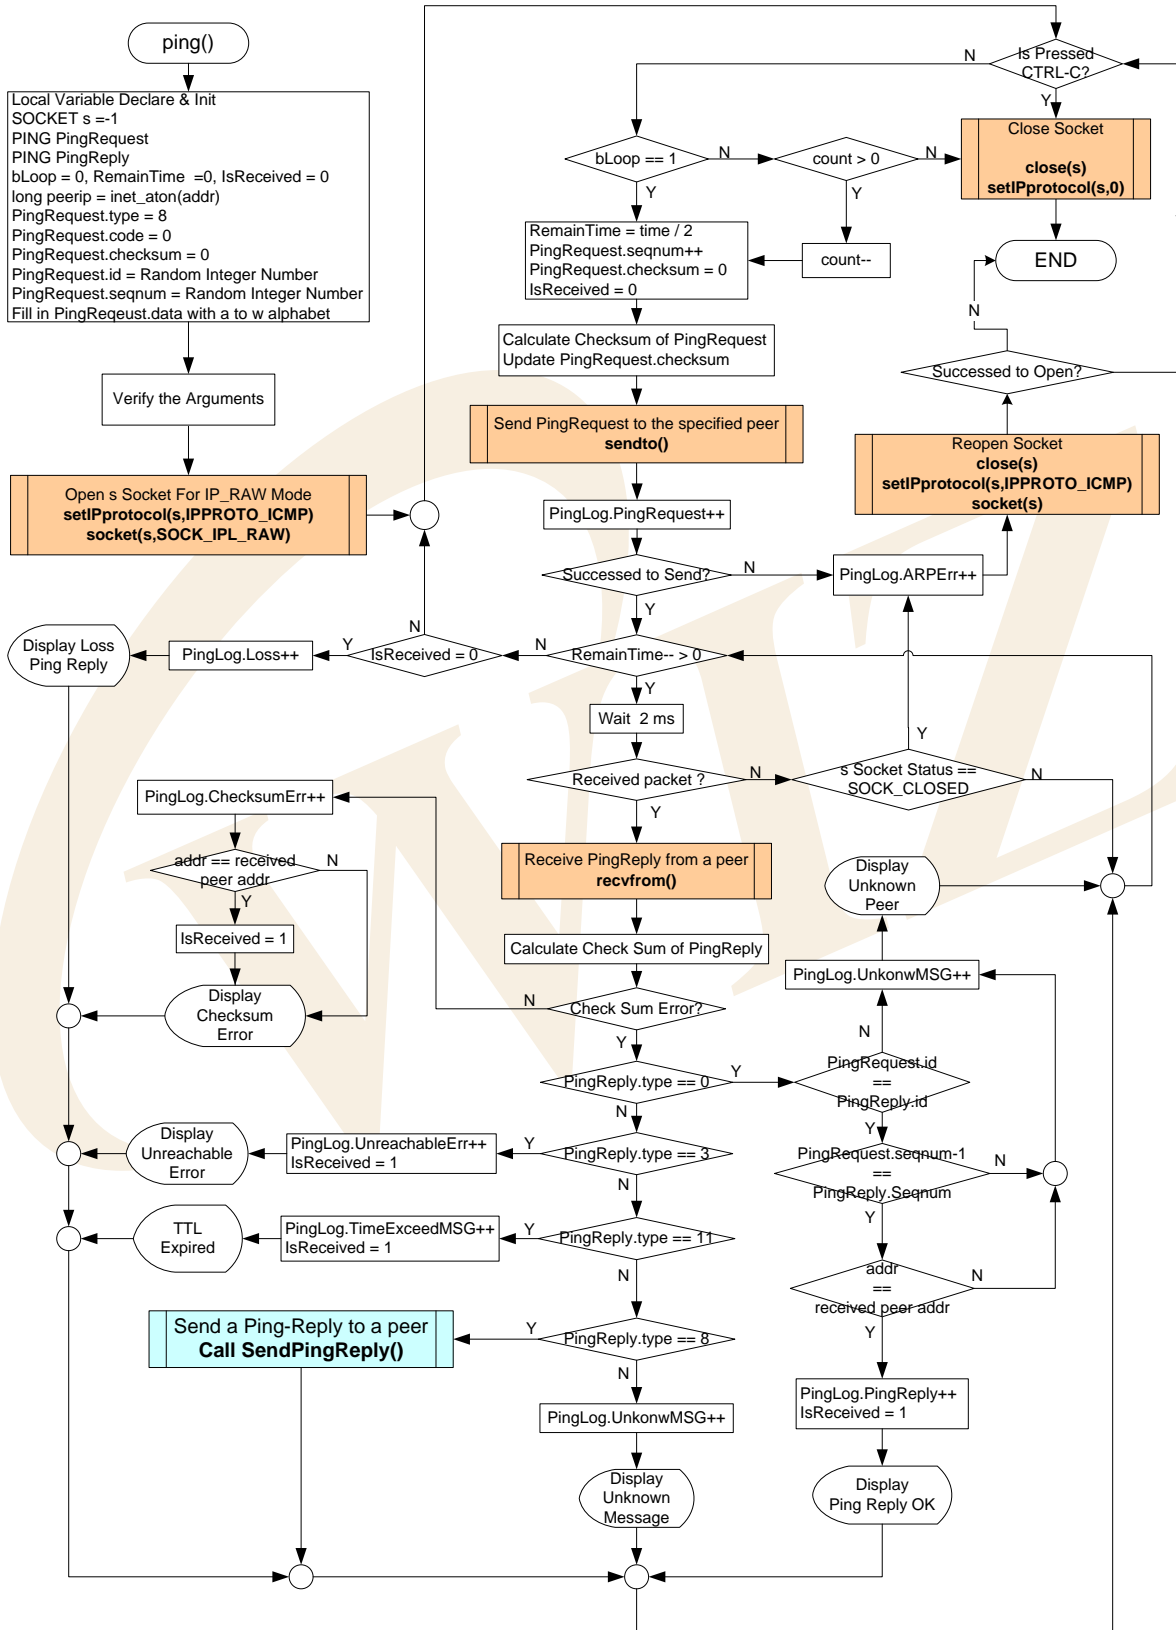 ping()
Local Variable Declare & Init
SOCKET s =-1
PING PingRequest
PING PingReply
bLoop = 0, RemainTime =0, IsReceived = 0
long peerip = inet_aton(addr)
PingRequest.type = 8
PingRequest.code = 0
PingRequest.checksum = 0
PingRequest.id = Random Integer Number
PingRequest.seqnum = Random Integer Number
Fill in PingReqeust.data with a to w alphabet
Verify the Arguments
Open s Socket For IP_RAW Mode
setIPprotocol(s,IPPROTO_ICMP)
socket(s,SOCK_IPL_RAW)
Is Pressed
CTRL-C?
N
Y
Close Socket
close(s)
setIPprotocol(s,0)
END
bLoop == 1
N
Y
count > 0
N
Y
count--
RemainTime = time / 2
PingRequest.seqnum++
PingRequest.checksum = 0
IsReceived = 0
Calculate Checksum of PingRequest
Update PingRequest.checksum
Send PingRequest to the specified peer
sendto()
PingLog.PingRequest++
Successed to Send?
N
Y
PingLog.ARPErr++
Reopen Socket
close(s)
setIPprotocol(s,IPPROTO_ICMP)
socket(s)
Successed to Open?
N
RemainTime-- > 0
N
Y
IsReceived = 0
N
Y
PingLog.Loss++
Display Loss
Ping Reply
Wait 2 ms
Received packet ?
N
Y
s Socket Status ==
SOCK_CLOSED
Y
N
Receive PingReply from a peer
recvfrom()
Calculate Check Sum of PingReply
Check Sum Error?
N
Y
PingLog.ChecksumErr++
addr == received
peer addr
N
Y
IsReceived = 1
Display
Checksum
Error
Display
Unknown
Peer
PingLog.UnkonwMSG++
N
PingReply.type == 0
Y
N
PingRequest.id
==
PingReply.id
Y
PingReply.type == 3
Y
N
PingLog.UnreachableErr++
IsReceived = 1
Display
Unreachable
Error
PingRequest.seqnum-1
==
PingReply.Seqnum
N
Y
PingReply.type == 11
Y
N
PingLog.TimeExceedMSG++
IsReceived = 1
TTL
Expired
addr
==
received peer addr
N
Y
PingReply.type == 8
Y
N
Send a Ping-Reply to a peer
Call SendPingReply()
PingLog.UnkonwMSG++
Display
Unknown
Message
PingLog.PingReply++
IsReceived = 1
Display
Ping Reply OK